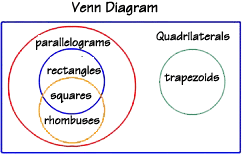 Venn Diagram
parallelograms
Quadrilaterals
rectangles
trapezoids
squares
rhombuses